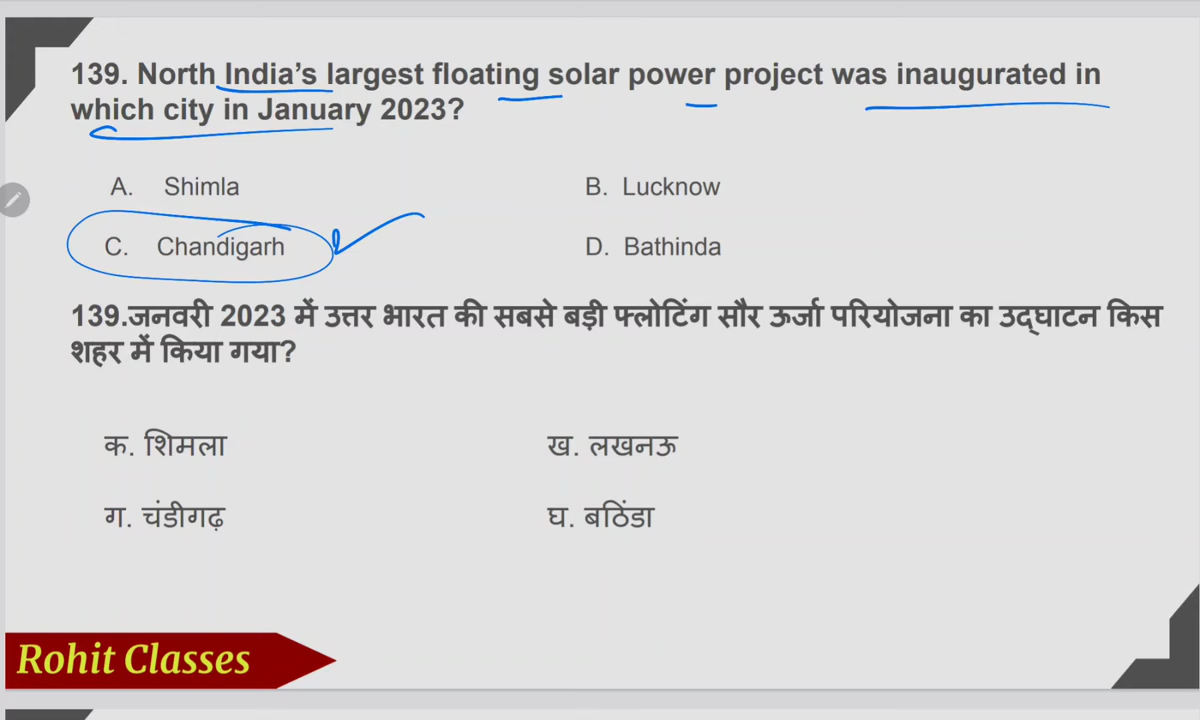 139. North India’s largest floating solar power project was inaugurated in
which city in January 2023?
A. Shimla
B. Lucknow
C. Chandigarh
D. Bathinda
139.जनवरी 2023 में उत्तर भारत की सबसे बड़ी फ्लोटिंग सौर ऊर्जा परियोजना का उद्घाटन किस
शहर में किया गया?
क. शिमला
ख. लखनऊ
ग. चंडीगढ़
घ. बठिंडा
Rohit Classes